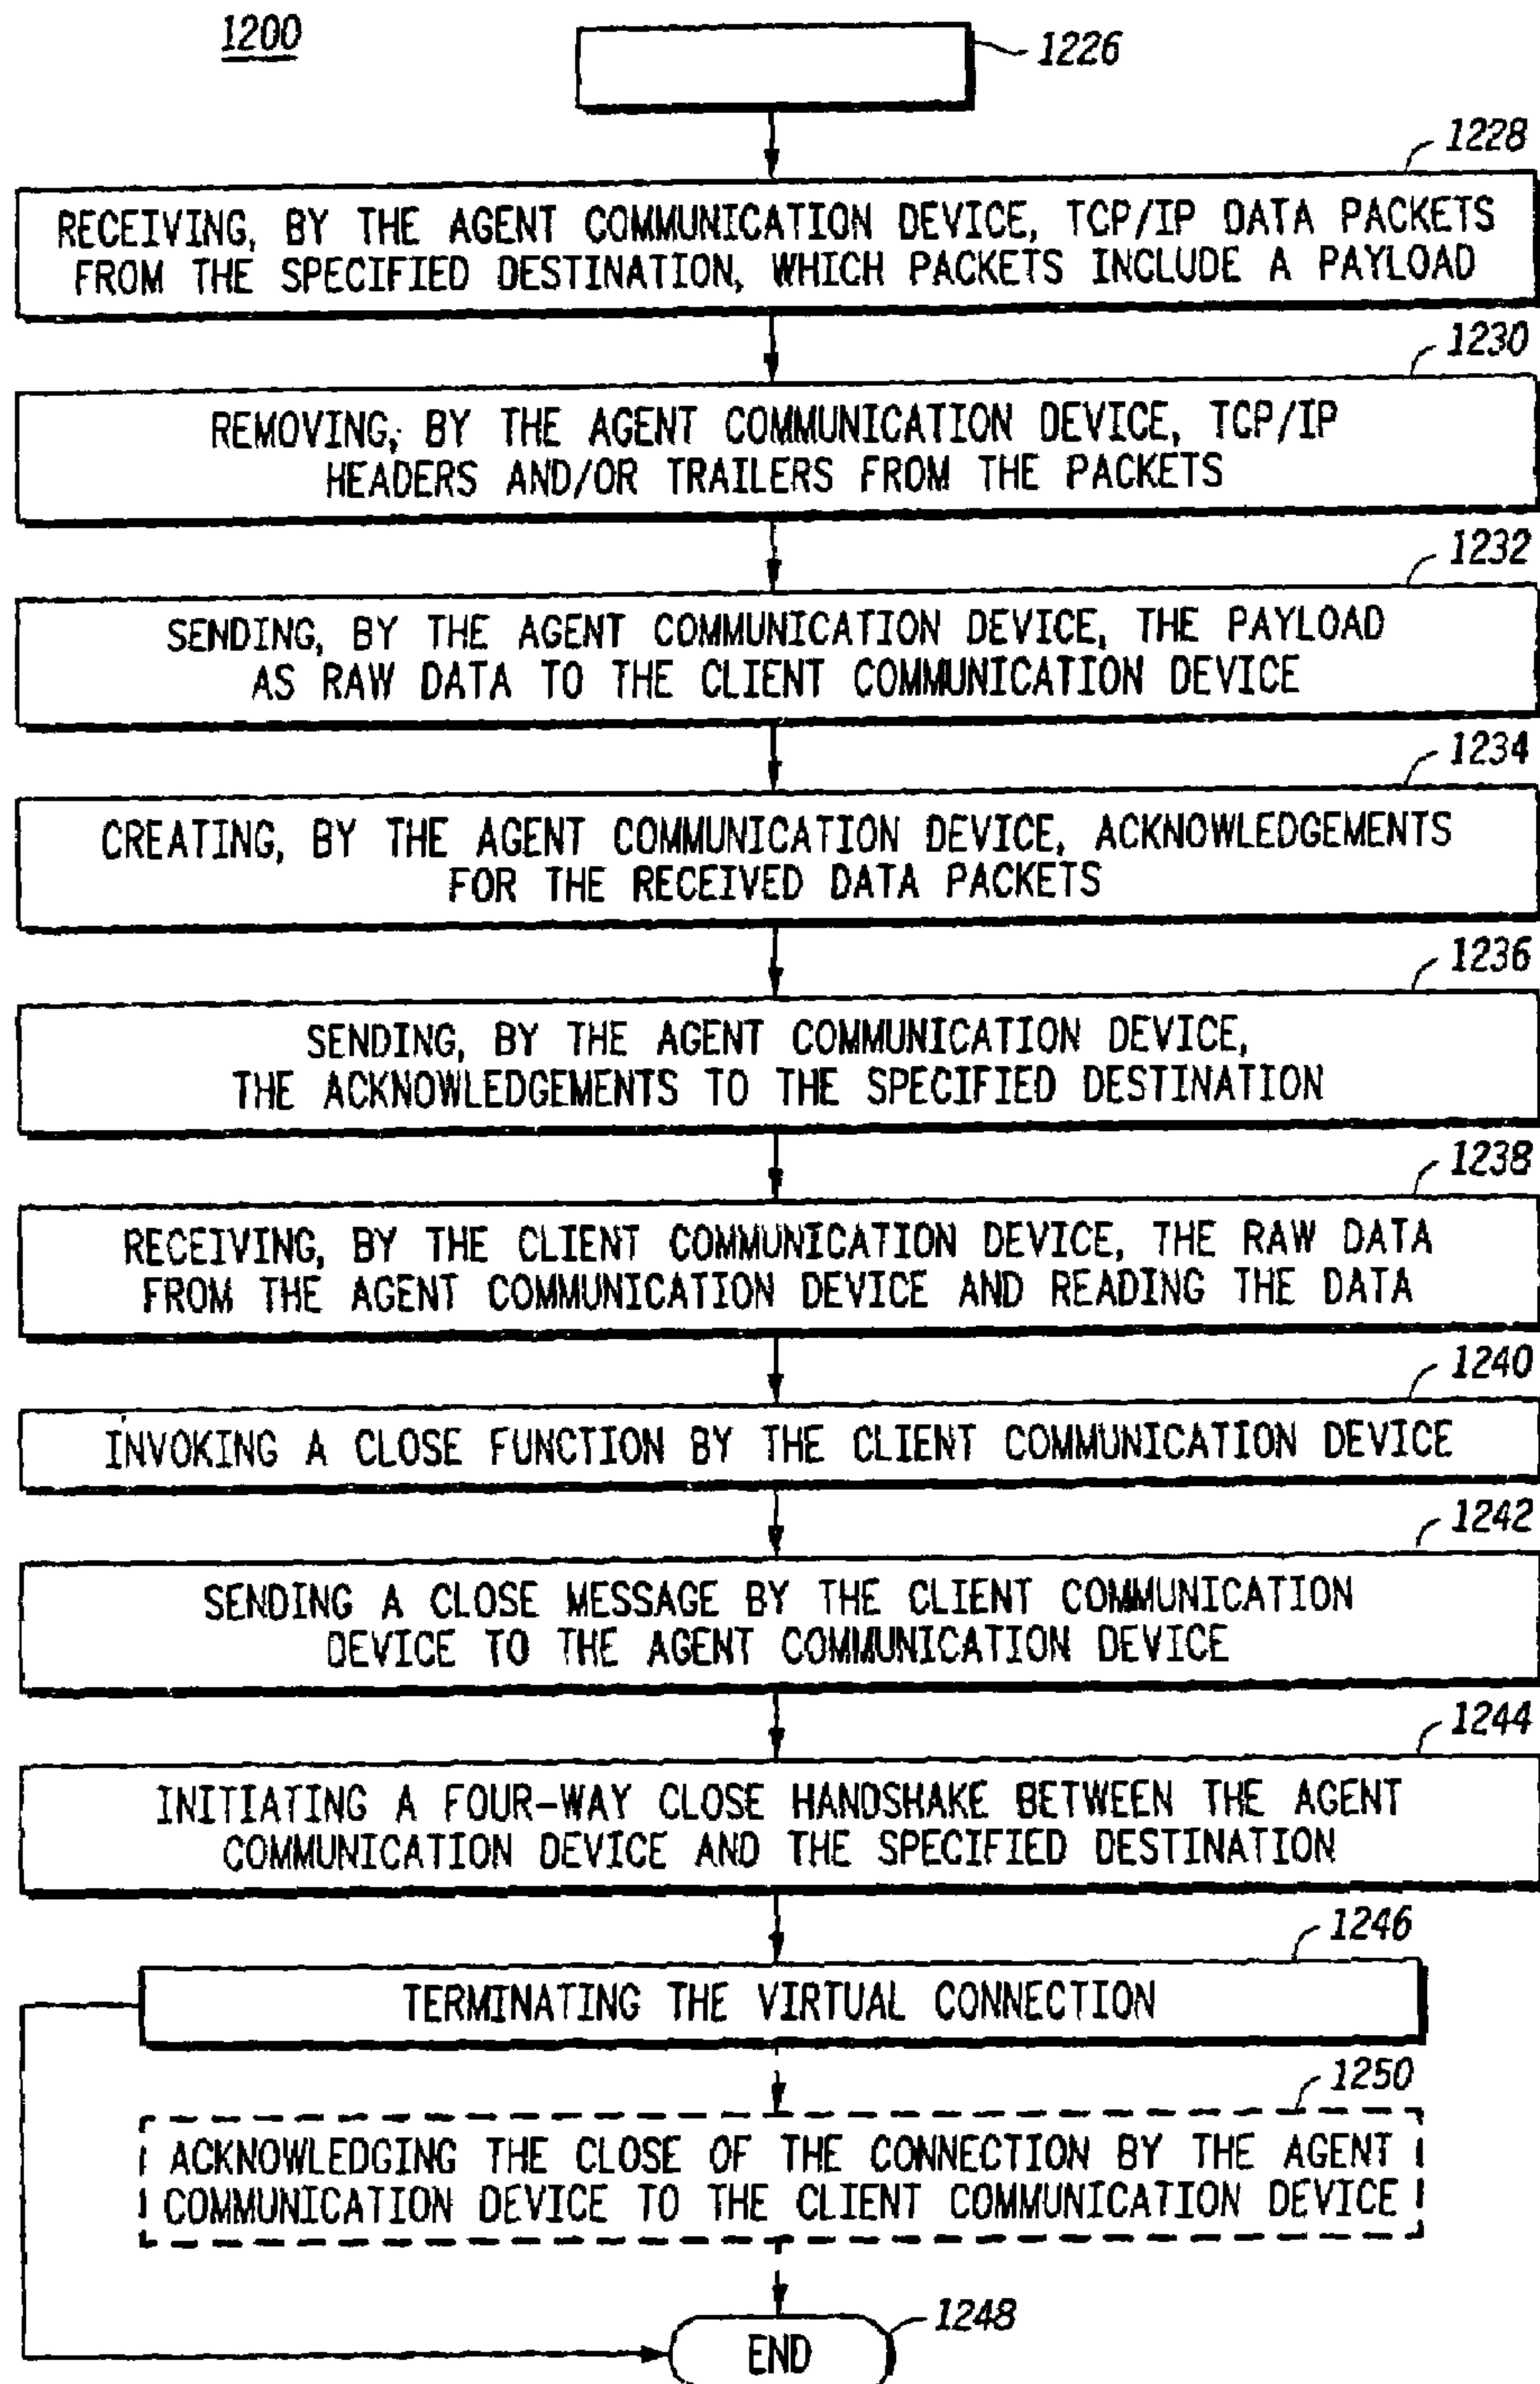 1200
1226
1228
RECEIVING, BY THE AGENT COMMUNICATION DEVICE, TCP/IP DATA PACKETS
FROM THE SPECIFIED DESTINATION, WHICH PACKETS INCLUDE A PAYLOAD
1230
REMOVING, BY THE AGENT COMMUNICATION DEVICE, TCP/IP
HEADERS AND/OR TRAILERS FROM THE PACKETS
1232
SENDING, BY THE AGENT COMMUNICATION DEVICE, THE PAYLOAD
AS RAW DATA TO THE CLIENT COMMUNICATION DEVICE
1234
CREATING, BY THE AGENT COMMUNICATION DEVICE, ACKNOWLEDGEMENTS
FOR THE RECEIVED DATA PACKETS
1236
SENDING, BY THE AGENT COMMUNICATION DEVICE,
THE ACKNOWLEDGEMENTS TO THE SPECIFIED DESTINATION
1238
RECEIVING, BY THE CLIENT COMMUNICATION DEVICE, THE RAW DATA
FROM THE AGENT COMMUNICATION DEVICE AND READING THE DATA
1240
INVOKING A CLOSE FUNCTION BY THE CLIENT COMMUNICATION DEVICE
1242
SENDING A CLOSE MESSAGE BY THE CLIENT COMMUNICATION
DEVICE TO THE AGENT COMMUNICATION DEVICE
1244
INITIATING A FOUR-WAY CLOSE HANDSHAKE BETWEEN THE AGENT
COMMUNICATION DEVICE AND THE SPECIFIED DESTINATION
1246
TERMINATING THE VIRTUAL CONNECTION
1250
ACKNOWLEDGING THE CLOSE OF THE CONNECTION BY THE AGENT
COMMUNICATION DEVICE TO THE CLIENT COMMUNICATION DEVICE
1248
END